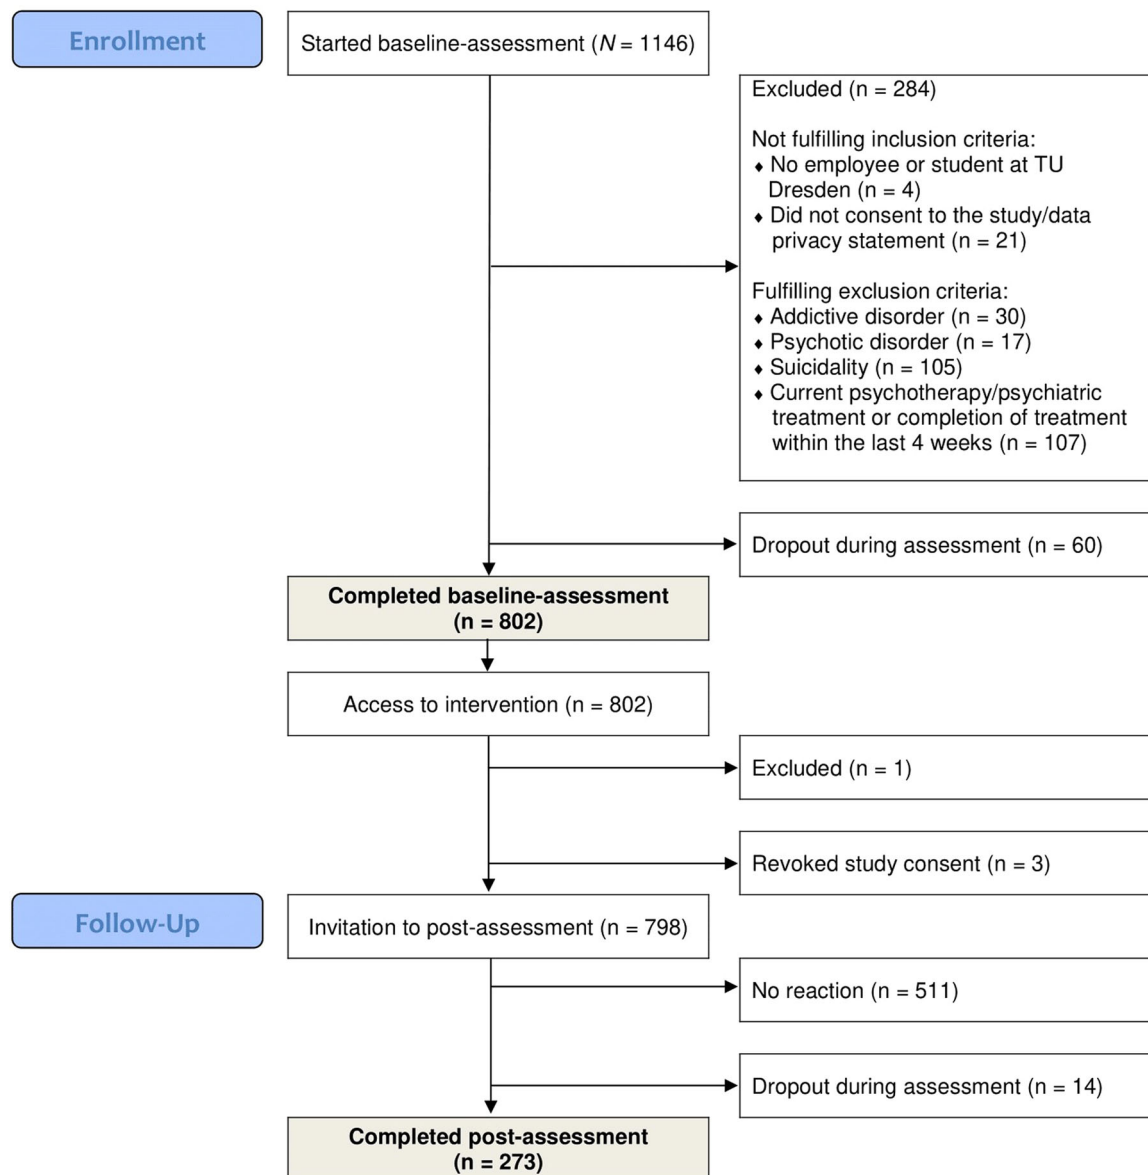 Enrollment
Started baseline-assessment (N = 1146)
Excluded (n = 284)
Not fulfilling inclusion criteria:
♦ No employee or student at TU
Dresden (n = 4)
♦ Did not consent to the study/data
privacy statement (n = 21)
Fulfilling exclusion criteria:
♦ Addictive disorder (n = 30)
♦ Psychotic disorder (n = 17)
♦ Suicidality (n = 105)
♦ Current psychotherapy/psychiatric
treatment or completion of treatment
within the last 4 weeks (n = 107)
Dropout during assessment (n = 60)
Completed baseline-assessment
(n = 802)
Access to intervention (n = 802)
Excluded (n = 1)
Revoked study consent (n = 3)
Follow-Up
Invitation to post-assessment (n = 798)
No reaction (n = 511)
Dropout during assessment (n = 14)
Completed post-assessment
(n = 273)